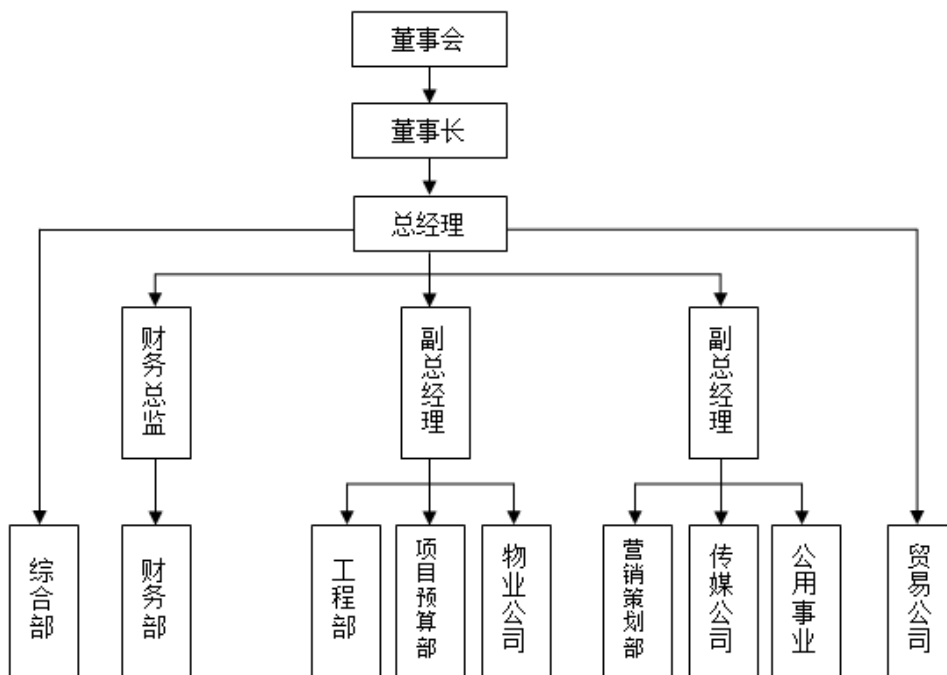 董事会
董事长
总经理
财务总监
副总经理
副总经理
综合部
财务部
工程部
项目预算部
物业公司
营销策划部
传媒公司
公用事业
贸易公司